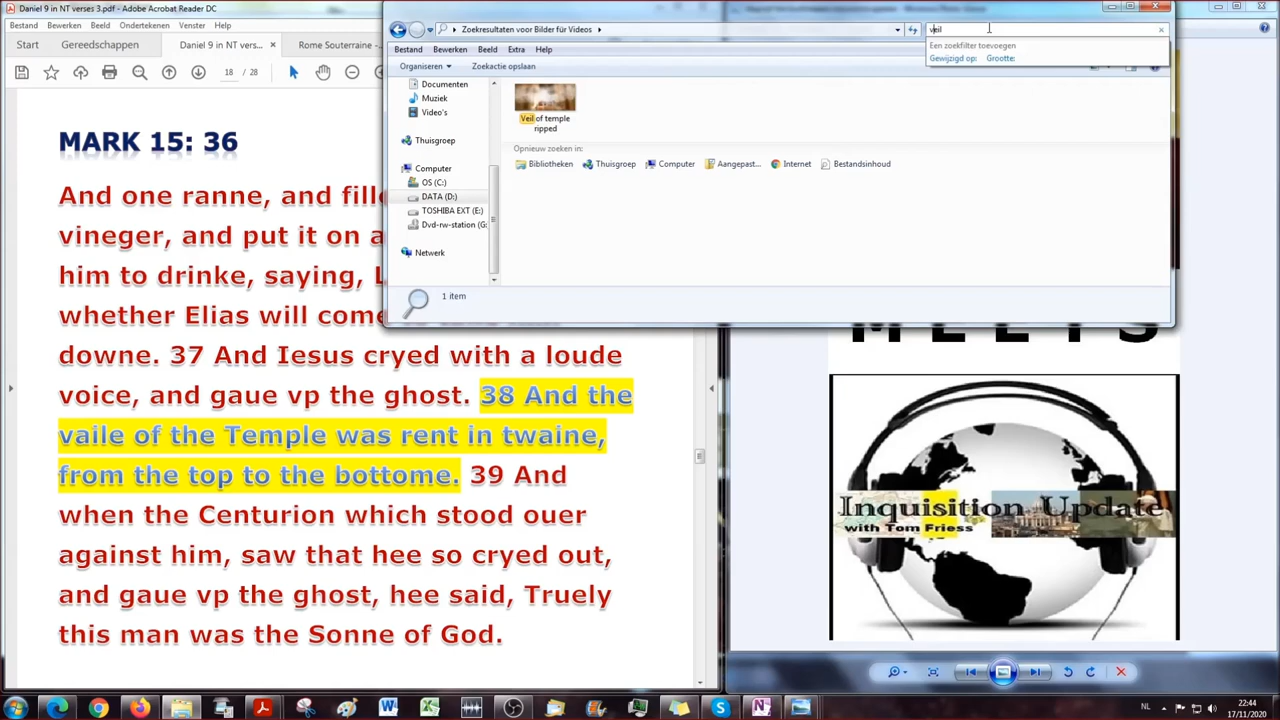 Daniel 9 in NT verses 3.pdf - Adobe Acrobat Reader DC
Bestand Bewerken Beeld Ondertekenen Venster
Start Gereedschappen Daniel 9 in NT vers... × Rome Souterraine -
18 / 28
MARK 15: 36
And one ranne, and fille
vineger, and put it on a
him to drinke, saying, L
whether Elias will come
downe. 37 And Iesus cryed with a loude
voice, and gaue vp the ghost. 38 And the
vaile of the Temple was rent in twaine,
from the top to the bottome. 39 And
when the Centurion which stood ouer
against him, saw that hee so cryed out,
and gaue vp the ghost, hee said, Truely
this man was the Sonne of God.
Zoekresultaten voor Bilder für Videos
veil
Een zoekfilter toevoegen
Gewijzigd op: Grootte:
Bestand Bewerken Beeld Extra Help
Organiseren Zoekactie opslaan
Documenten
Muziek
Video's
Thuisgroep
Computer
OS (C:)
DATA (D:)
TOSHIBA EXT (E:)
Dvd-rw-station (G:
Netwerk
Veil of temple
ripped
Opnieuw zoeken in:
Bibliotheken Thuisgroep Computer Aangepast... Internet Bestandsinhoud
1 item
MEETS
Inquisition Update
with Tom Friess
NL
22:44
17/11/2020